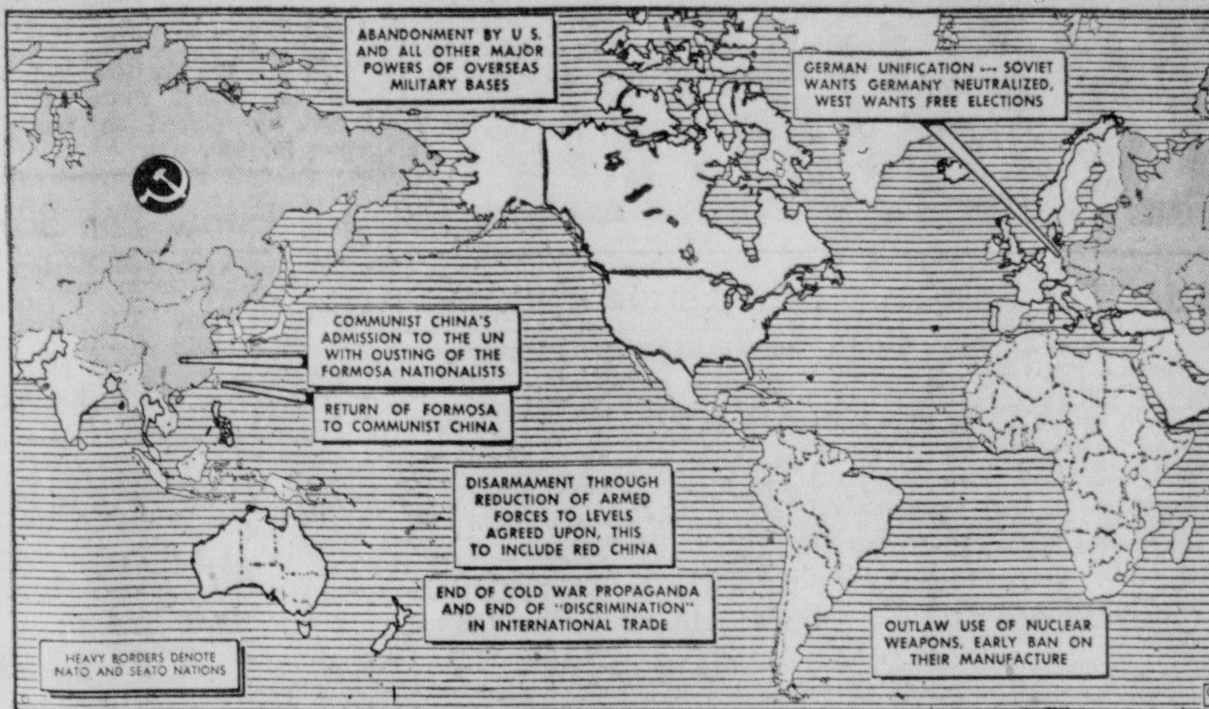 ABANDONMENT BY U S.
AND ALL OTHER MAJOR
POWERS OF OVERSEAS
MILITARY BASES
GERMAN UNIFICATION --- SOVIET
WANTS GERMANY NEUTRALIZED,
WEST WANTS FREE ELECTIONS
COMMUNIST CHINA'S
ADMISSION TO THE UN
WITH OUSTING OF THE
FORMOSA NATIONALISTS
RETURN OF FORMOSA
TO COMMUNIST CHINA
DISARMAMENT THROUGH
REDUCTION OF ARMED
FORCES TO LEVELS
AGREED UPON, THIS
TO INCLUDE RED CHINA
END OF COLD WAR PROPAGANDA
AND END OF "DISCRIMINATION"
IN INTERNATIONAL TRADE
OUTLAW USE OF NUCLEAR
WEAPONS, EARLY BAN ON
THEIR MANUFACTURE
HEAVY BORDERS DENOTE
NATO AND SEATO NATIONS